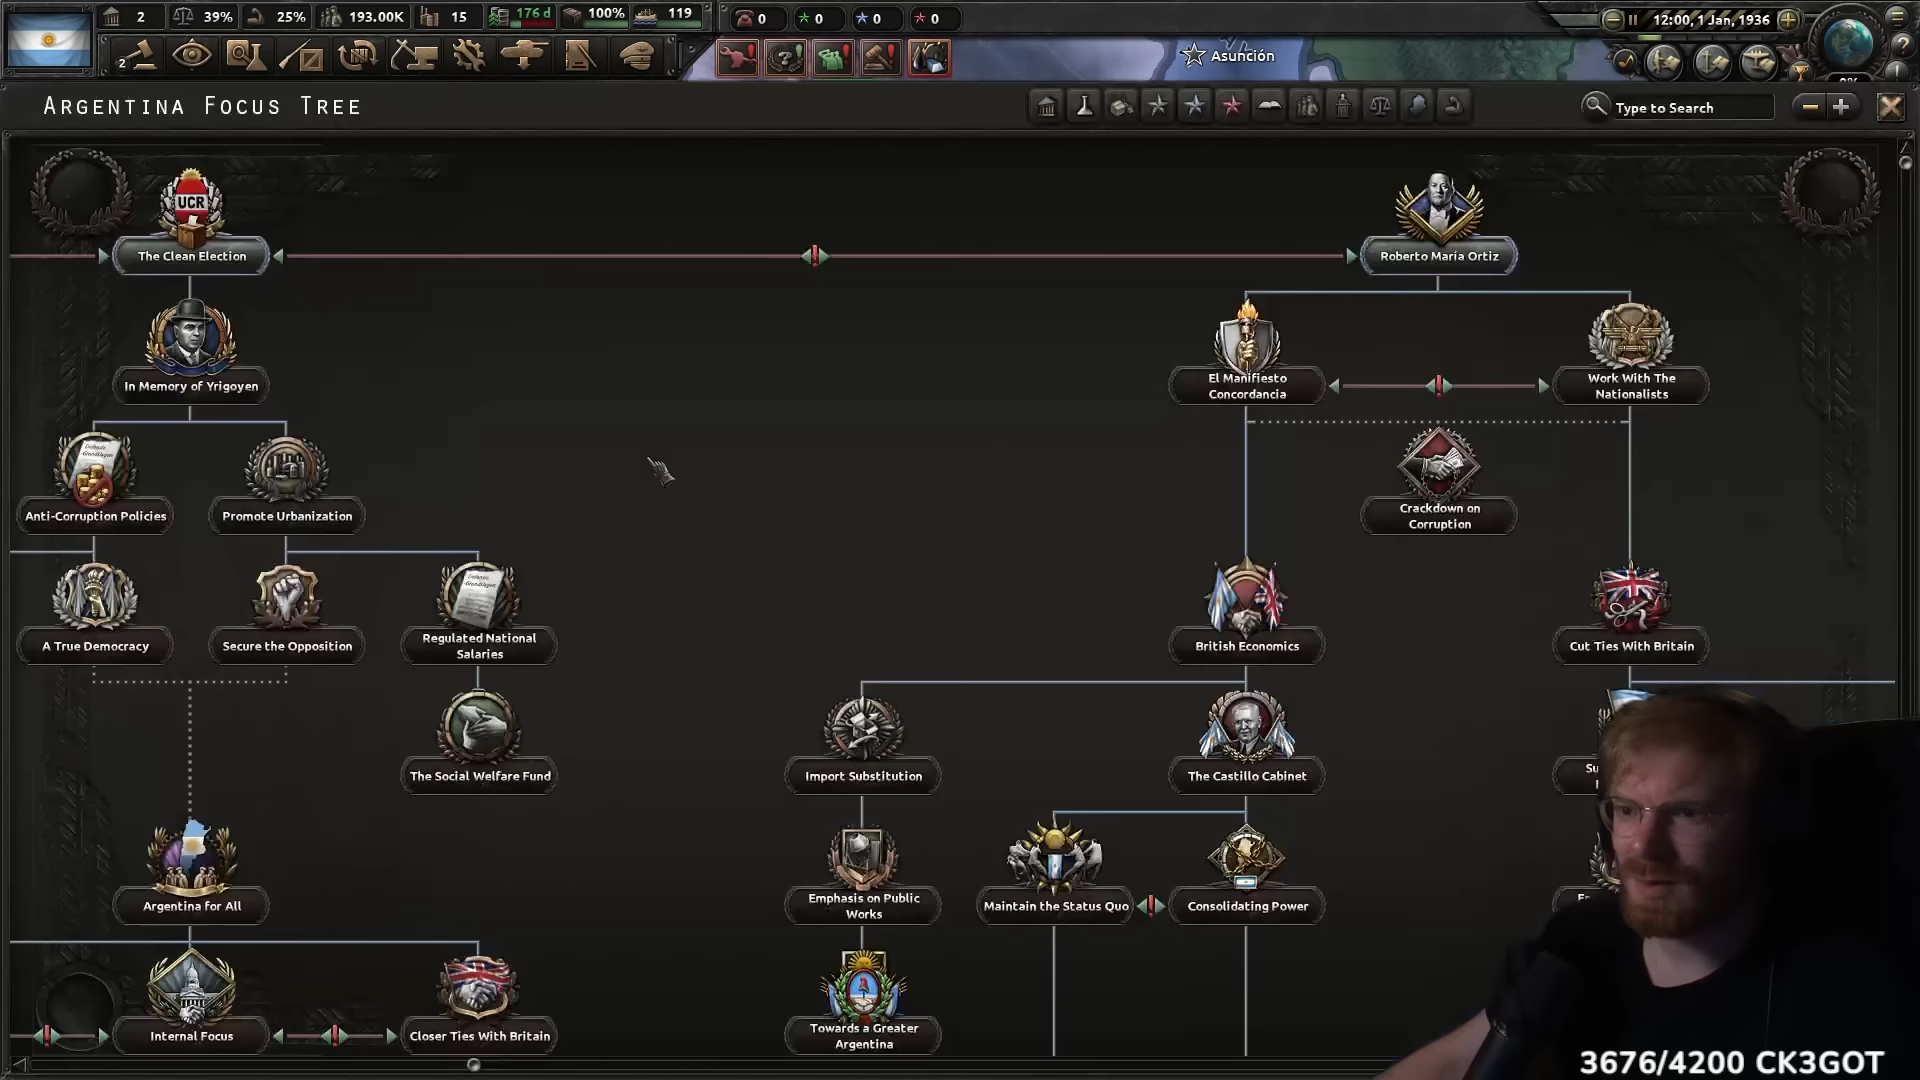 2
39%
25%
193.00K
15
176 d
100%
119
0
0
0
0
12:00, 1 Jan, 1936
2
Asunción
ARGENTINA FOCUS TREE
Type to Search
UCR
The Clean Election
Roberto María Ortiz
In Memory of Yrigoyen
El Manifiesto
Concordancia
Work With The
Nationalists
Anti-Corruption Policies
Promote Urbanization
Crackdown on
Corruption
A True Democracy
Secure the Opposition
Regulated National
Salaries
British Economics
Cut Ties With Britain
The Social Welfare Fund
Import Substitution
The Castillo Cabinet
Su
Argentina for All
Emphasis on Public
Works
Maintain the Status Quo
Consolidating Power
Internal Focus
Closer Ties With Britain
Towards a Greater
Argentina
3676/4200 CK3GOT